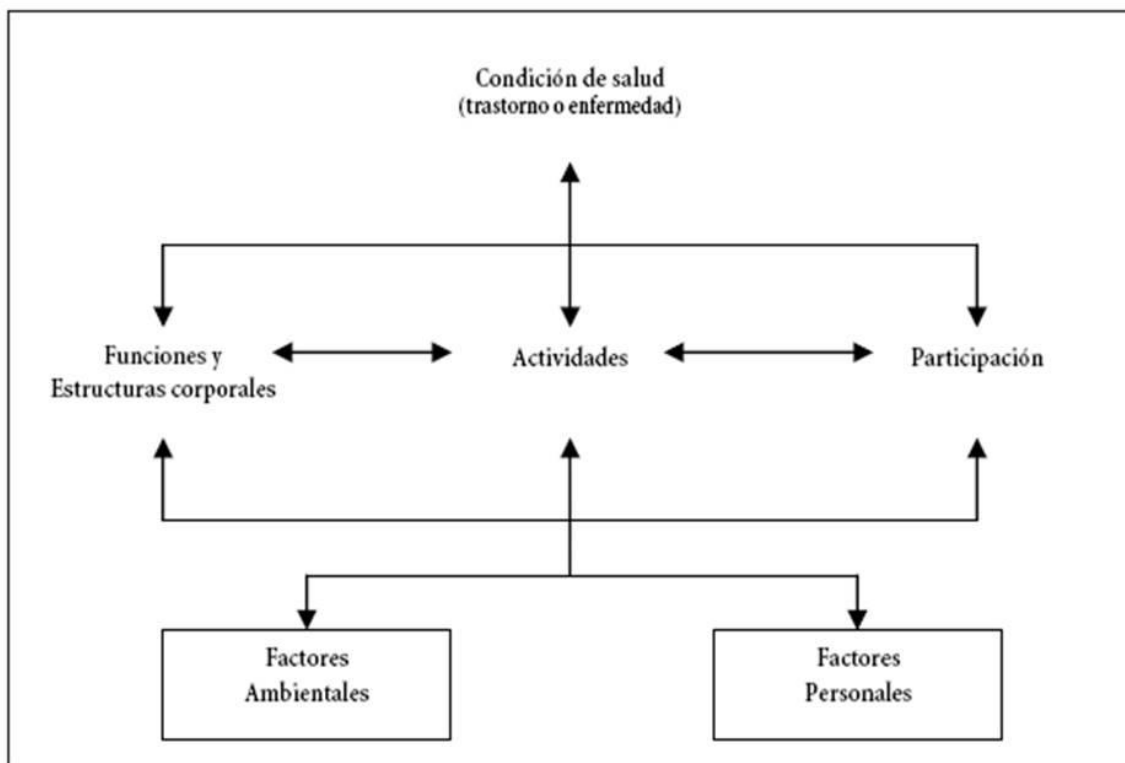 Condición de salud
(trastorno o enfermedad)
Funciones y
Estructuras corporales
Actividades
Participación
Factores
Ambientales
Factores
Personales